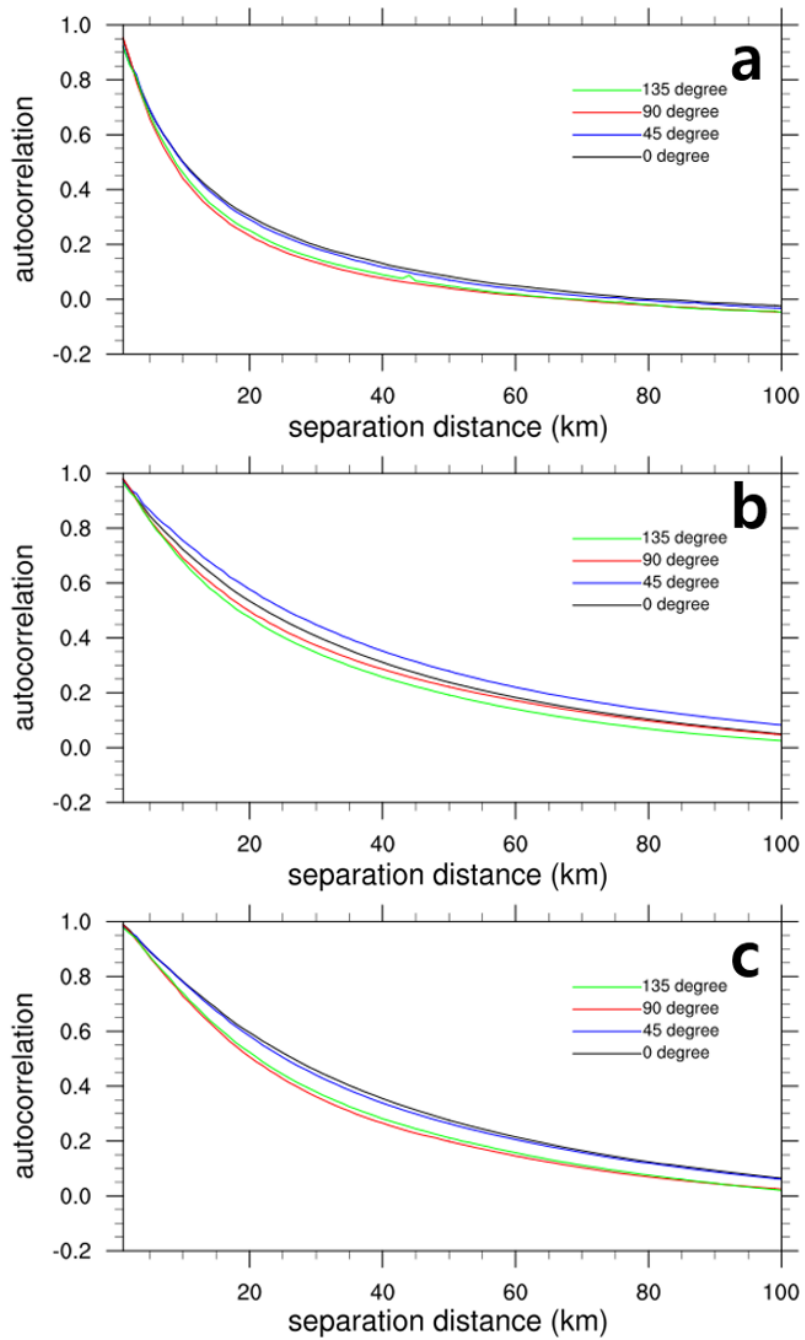 1.0
a
135 degree
0.8
90 degree
0.6
45 degree
0 degree
0.4
0.2
0.0
-0.2
autocorrelation
20 40 60 80 100
separation distance (km)
1.0
b
135 degree
0.8
90 degree
0.6
45 degree
0 degree
0.4
0.2
0.0
-0.2
autocorrelation
20 40 60 80 100
separation distance (km)
1.0
c
135 degree
0.8
90 degree
0.6
45 degree
0 degree
0.4
0.2
0.0
-0.2
autocorrelation
20 40 60 80 100
separation distance (km)